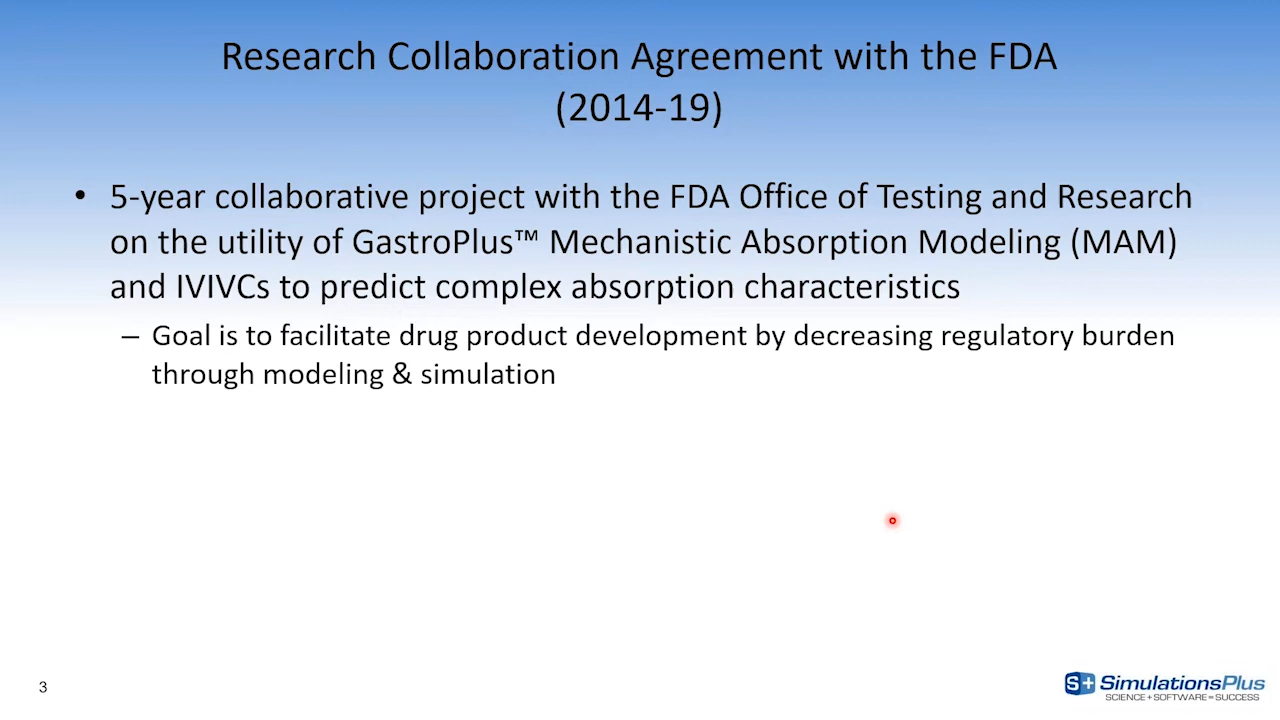 Research Collaboration Agreement with the FDA
(2014-19)
• 5-year collaborative project with the FDA Office of Testing and Research
on the utility of GastroPlus™ Mechanistic Absorption Modeling (MAM)
and IVIVCs to predict complex absorption characteristics
– Goal is to facilitate drug product development by decreasing regulatory burden
through modeling & simulation
3
S+ SimulationsPlus
SCIENCE + SOFTWARE = SUCCESS